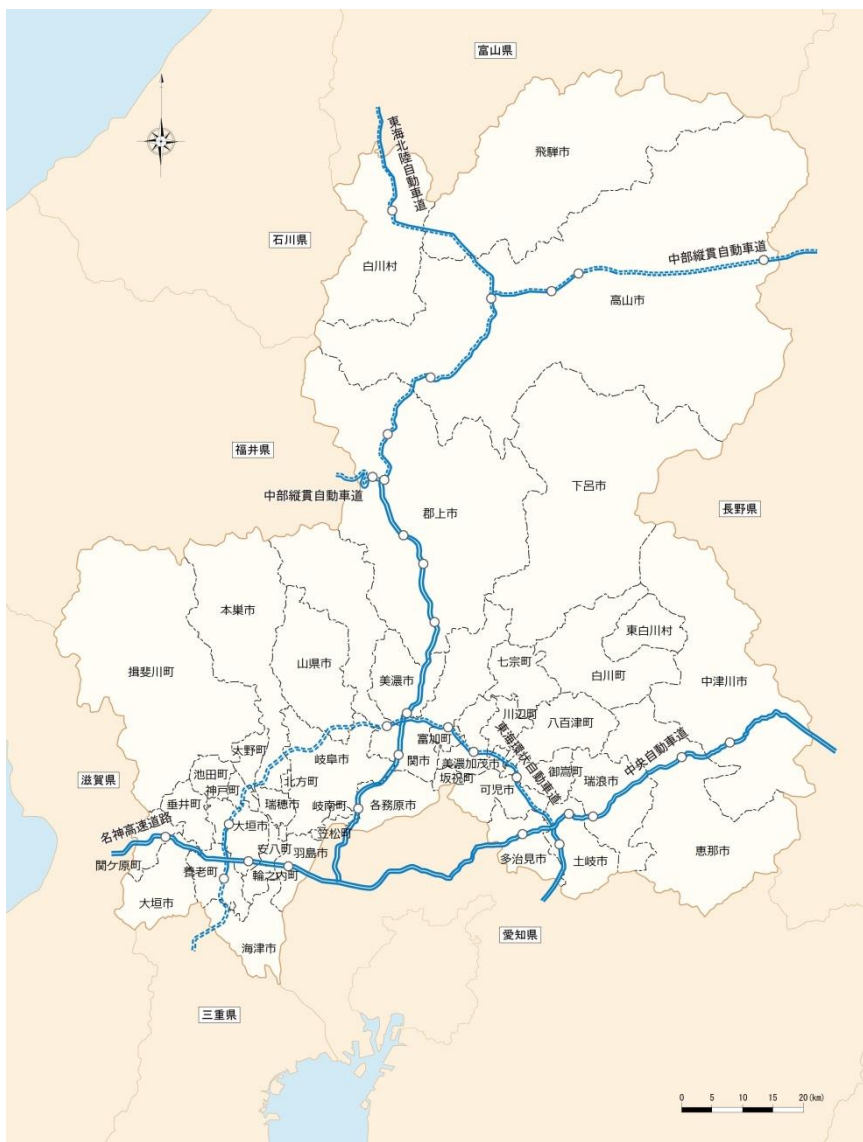 富山県
東海北陸自動車道
飛騨市
石川県
白川村
中部縦貫自動車道
高山市
福井県
中部縦貫自動車道
郡上市
下呂市
長野県
本巣市
山県市
揖斐川町
美濃市
七宗町
東白川村
白川町
中津川市
川辺町
八百津町
富加町
東海環状自動車道
中央自動車道
大野町
岐阜市
関市
美濃加茂市
坂祝町
御嵩町
瑞浪市
滋賀県
池田町
神戸町
北方町
可児市
垂井町
瑞穂市
岐南町
各務原市
名神高速道路
大垣市
笠松町
安八町
羽島市
恵那市
関ケ原町
養老町
輪之内町
多治見市
土岐市
大垣市
海津市
愛知県
三重県
0 5 10 15 20(km)